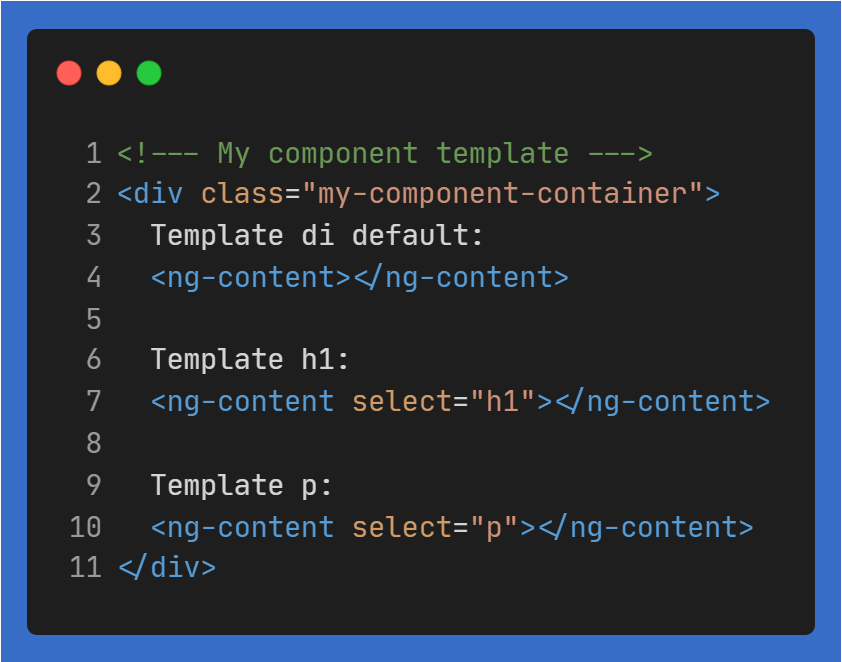 1 <!--- My component template --->
2 <div class="my-component-container">
3   Template di default:
4   <ng-content></ng-content>
5
6   Template h1:
7   <ng-content select="h1"></ng-content>
8
9   Template p:
10   <ng-content select="p"></ng-content>
11 </div>